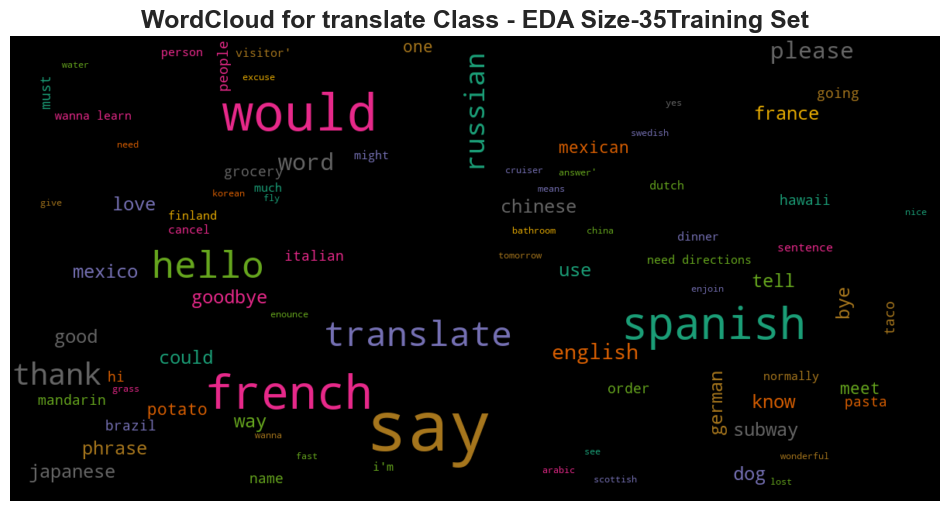 WordCloud for translate Class - EDA Size-35Training Set
person
people
visitor'
one
please
water
excuse
must
would
russian
going
wanna learn
yes
france
need
word
might
swedish
mexican
grocery
korean
much
fly
cruiser
answer'
means
dutch
give
love
finland
cancel
chinese
hawaii
nice
bathroom
china
dinner
sentence
mexico
hello
italian
tomorrow
use
need directions
tell
goodbye
enjoin
bye
taco
enounce
good
translate
spanish
could
english
thank
hi
grass
french
order
german
normally
meet
mandarin
potato
say
know
pasta
brazil
way
wanna
subway
phrase
fast
see
wonderful
japanese
name
i'm
arabic
scottish
dog
lost